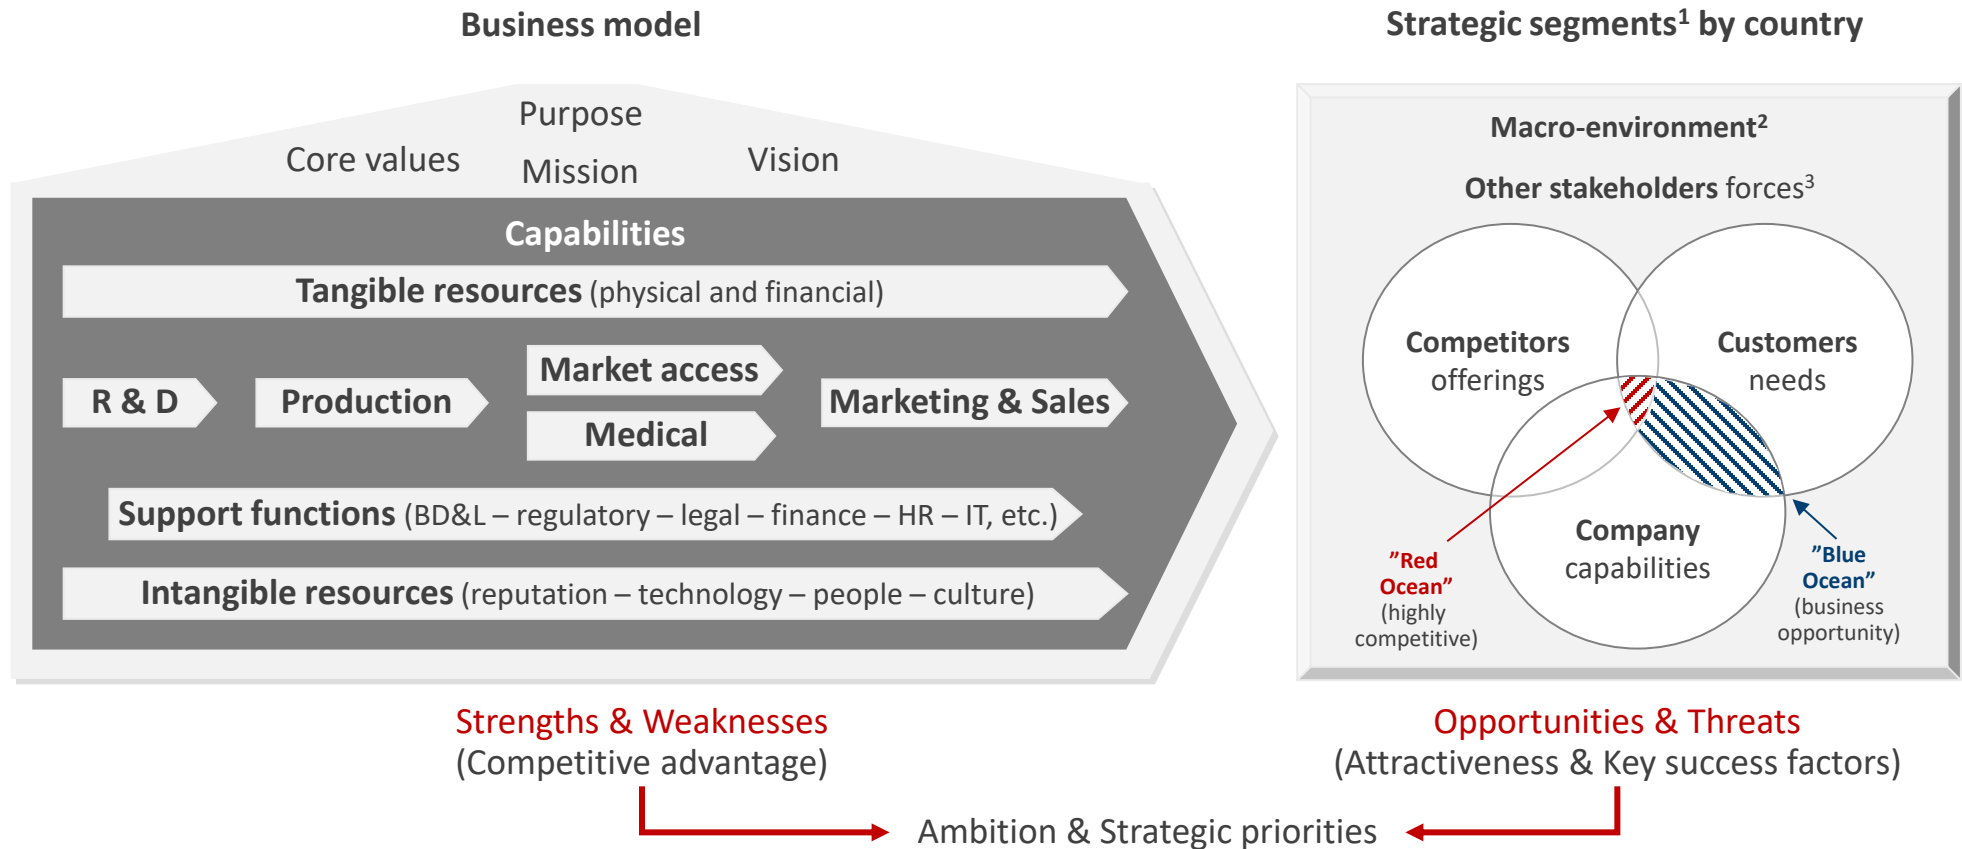 Business model
Purpose
Core values
Mission
Vision
Capabilities
Tangible resources (physical and financial)
R & D
Production
Market access
Medical
Marketing & Sales
Support functions (BD&L – regulatory – legal – finance – HR – IT, etc.)
Intangible resources (reputation – technology – people – culture)
Strengths & Weaknesses
(Competitive advantage)
Strategic segments¹ by country
Macro-environment²
Other stakeholders forces³
Competitors
offerings
Customers
needs
Company
capabilities
”Red
Ocean”
(highly
competitive)
”Blue
Ocean”
(business
opportunity)
Opportunities & Threats
(Attractiveness & Key success factors)
Ambition & Strategic priorities